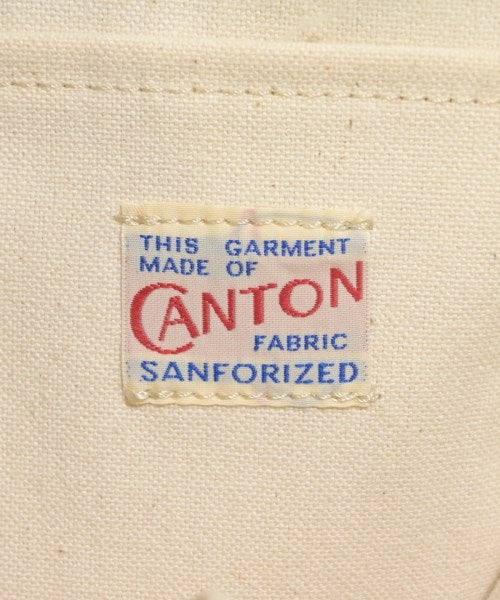 THIS GARMENT
MADE OF
CANTON
FABRIC
SANFORIZED